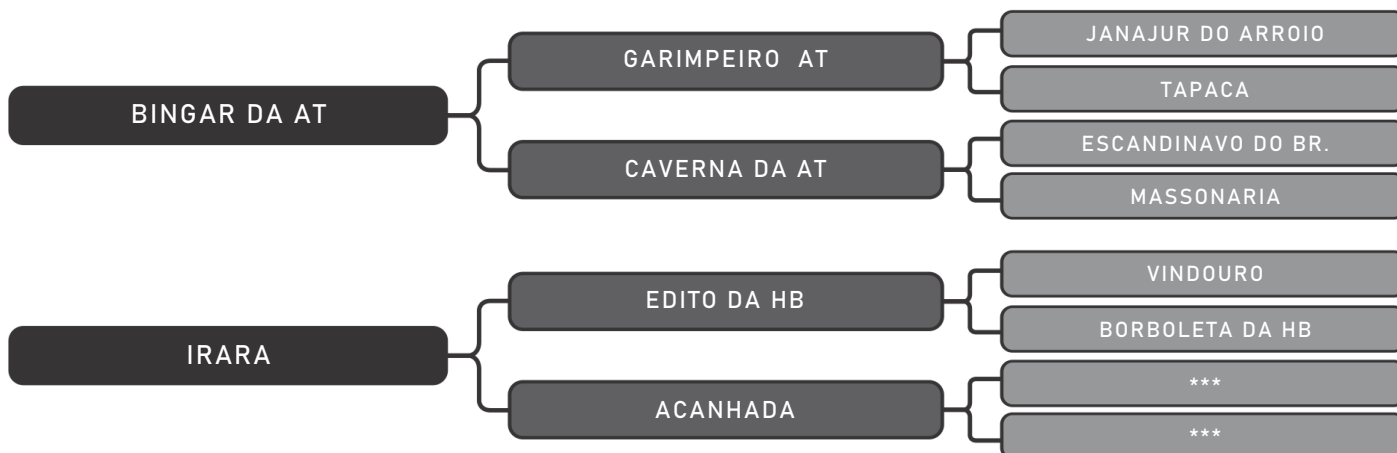 JANAJUR DO ARROIO
GARIMPEIRO AT
TAPACA
BINGAR DA AT
ESCANDINAVO DO BR.
CAVERNA DA AT
MASSONARIA
VINDOURO
EDITO DA HB
BORBOLETA DA HB
IRARA
***
ACANHADA
***